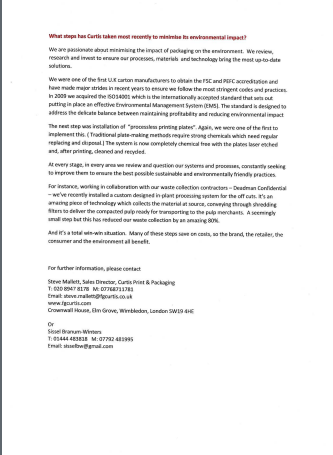 What steps has Curtis taken most recently to minimise its environmental impact?
We are passionate about minimising the impact of packaging on the environment. We review,
research and invest to ensure our processes, materials and technology bring the most up-to-date
solutions.
We were one of the first U.K carton manufacturers to obtain the FSC and PEFC accreditation and
have made major strides in recent years to ensure we follow the most stringent codes and practices.
In 2009 we acquired the ISO14001 which is the internationally accepted standard that sets out
putting in place an effective Environmental Management System (EMS). The standard is designed to
address the delicate balance between maintaining profitability and reducing environmental impact
The next step was installation of "processless printing plates". Again, we were one of the first to
implement this. ( Traditional plate-making methods require strong chemicals which need regular
replacing and disposal.) The system is now completely chemical free with the plates laser etched
and, after printing, cleaned and recycled.
At every stage, in every area we review and question our systems and processes, constantly seeking
to improve them to ensure the best possible sustainable and environmentally friendly practices.
For instance, working in collaboration with our waste collection contractors – Deadman Confidential
– we've recently installed a custom designed in-plant processing system for the off cuts. It's an
amazing piece of technology which collects the material at source, conveying through shredding
filters to deliver the compacted pulp ready for transporting to the pulp merchants. A seemingly
small step but this has reduced our waste collection by an amazing 80%.
And it's a total win-win situation. Many of these steps save on costs, so the brand, the retailer, the
consumer and the environment all benefit.
For further information, please contact
Steve Mallett, Sales Director, Curtis Print & Packaging
T: 020 8947 8178 M: 07768711781
Email: steve.mallett@fgcurtis.co.uk
www.fgcurtis.com
Crownwall House, Elm Grove, Wimbledon, London SW19 4HE
Or
Sissel Branum-Winters
T: 01444 483818 M: 07792 481995
Email: sisselbw@gmail.com